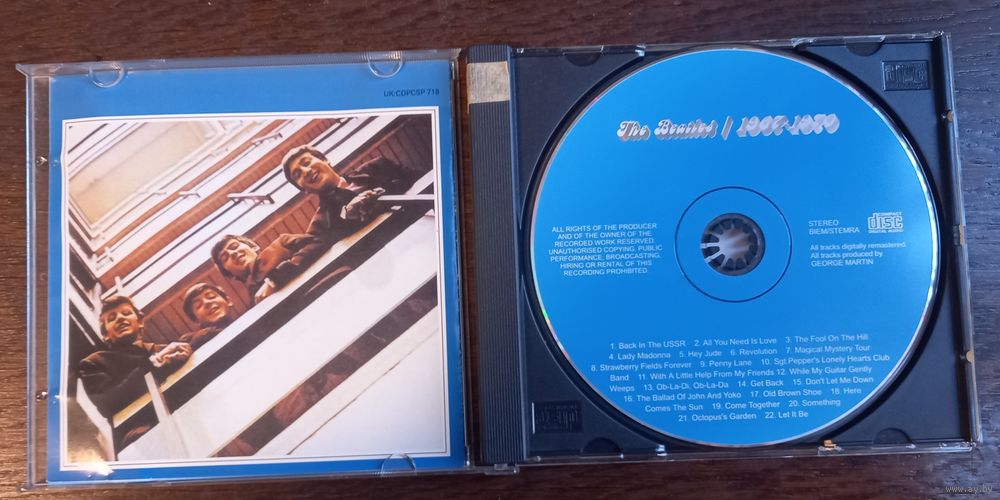 UK/CDPCSP 718
The Beatles / 1967-1970
ALL RIGHTS OF THE PRODUCER
AND OF THE OWNER OF THE
RECORDED WORK RESERVED.
UNAUTHORISED COPYING, PUBLIC
PERFORMANCE, BROADCASTING,
HIRING OR RENTAL OF THIS
RECORDING PROHIBITED.
STEREO
BIEM/STEMRA
COMPACT
disc
DIGITAL AUDIO
All tracks digitally remastered.
All tracks produced by
GEORGE MARTIN
1. Back In The USSR 2. All You Need Is Love 3. The Fool On The Hill
4. Lady Madonna 5. Hey Jude 6. Revolution 7. Magical Mystery Tour
8. Strawberry Fields Forever 9. Penny Lane 10. Sgt.Pepper's Lonely Hearts Club
Band 11. With A Little Help From My Friends 12. While My Guitar Gently
Weeps 13. Ob-La-Di, Ob-La-Da 14. Get Back 15. Don't Let Me Down
16. The Ballad Of John And Yoko 17. Old Brown Shoe 18. Here
Comes The Sun 19. Come Together 20. Something
21. Octopus's Garden 22. Let It Be
www.ay.by